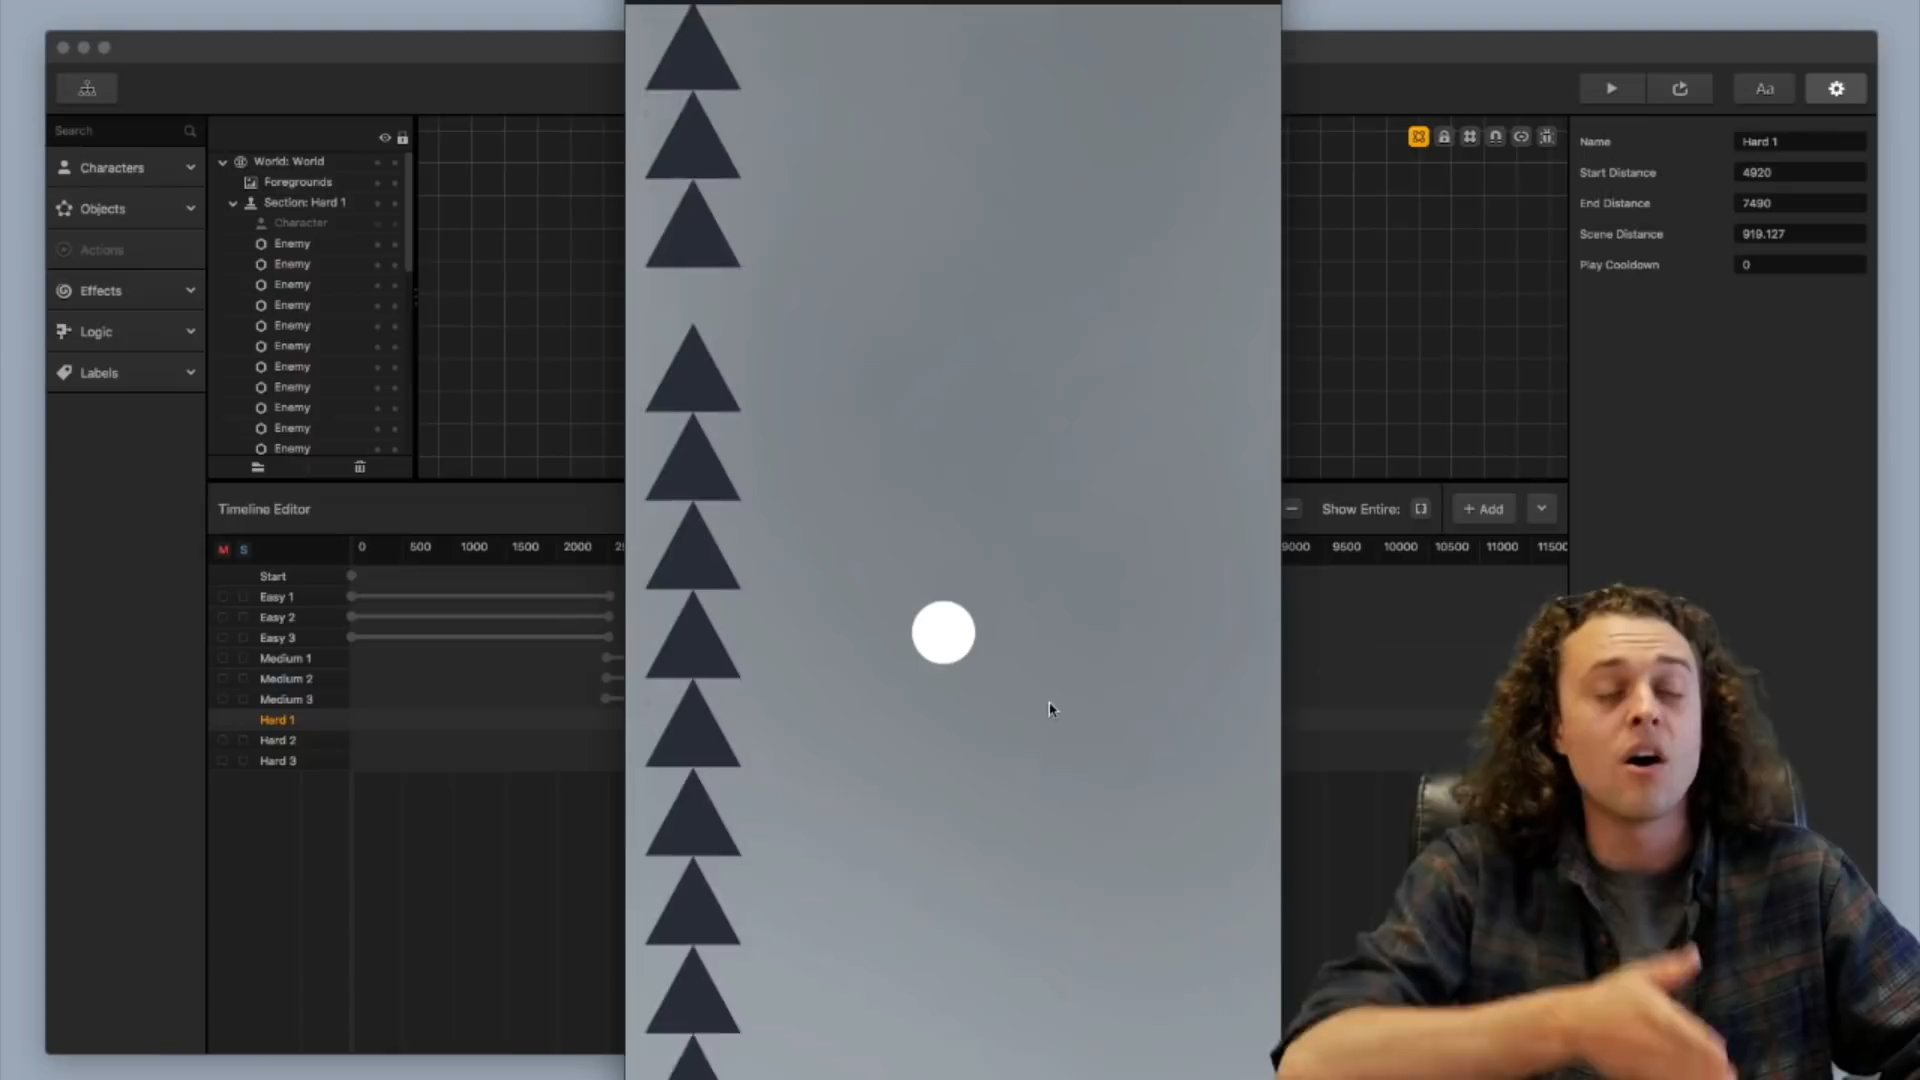 Aa
Search
Characters
Objects
Actions
Effects
Logic
Labels
World: World
Foregrounds
Section: Hard 1
Character
Enemy
Enemy
Enemy
Enemy
Enemy
Enemy
Enemy
Enemy
Enemy
Enemy
Enemy
Name Hard 1
Start Distance 4920
End Distance 7490
Scene Distance 919.127
Play Cooldown 0
Timeline Editor
Show Entire: + Add
M S 0 500 1000 1500 2000 9000 9500 10000 10500 11000 11500
Start
Easy 1
Easy 2
Easy 3
Medium 1
Medium 2
Medium 3
Hard 1
Hard 2
Hard 3